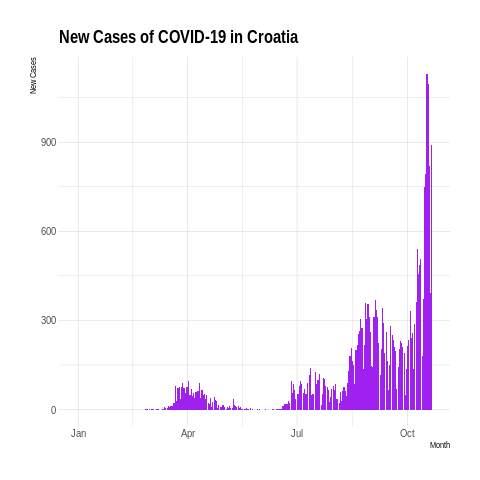 New Cases of COVID-19 in Croatia
New Cases
900
600
300
0
Jan Apr Jul Oct
Month